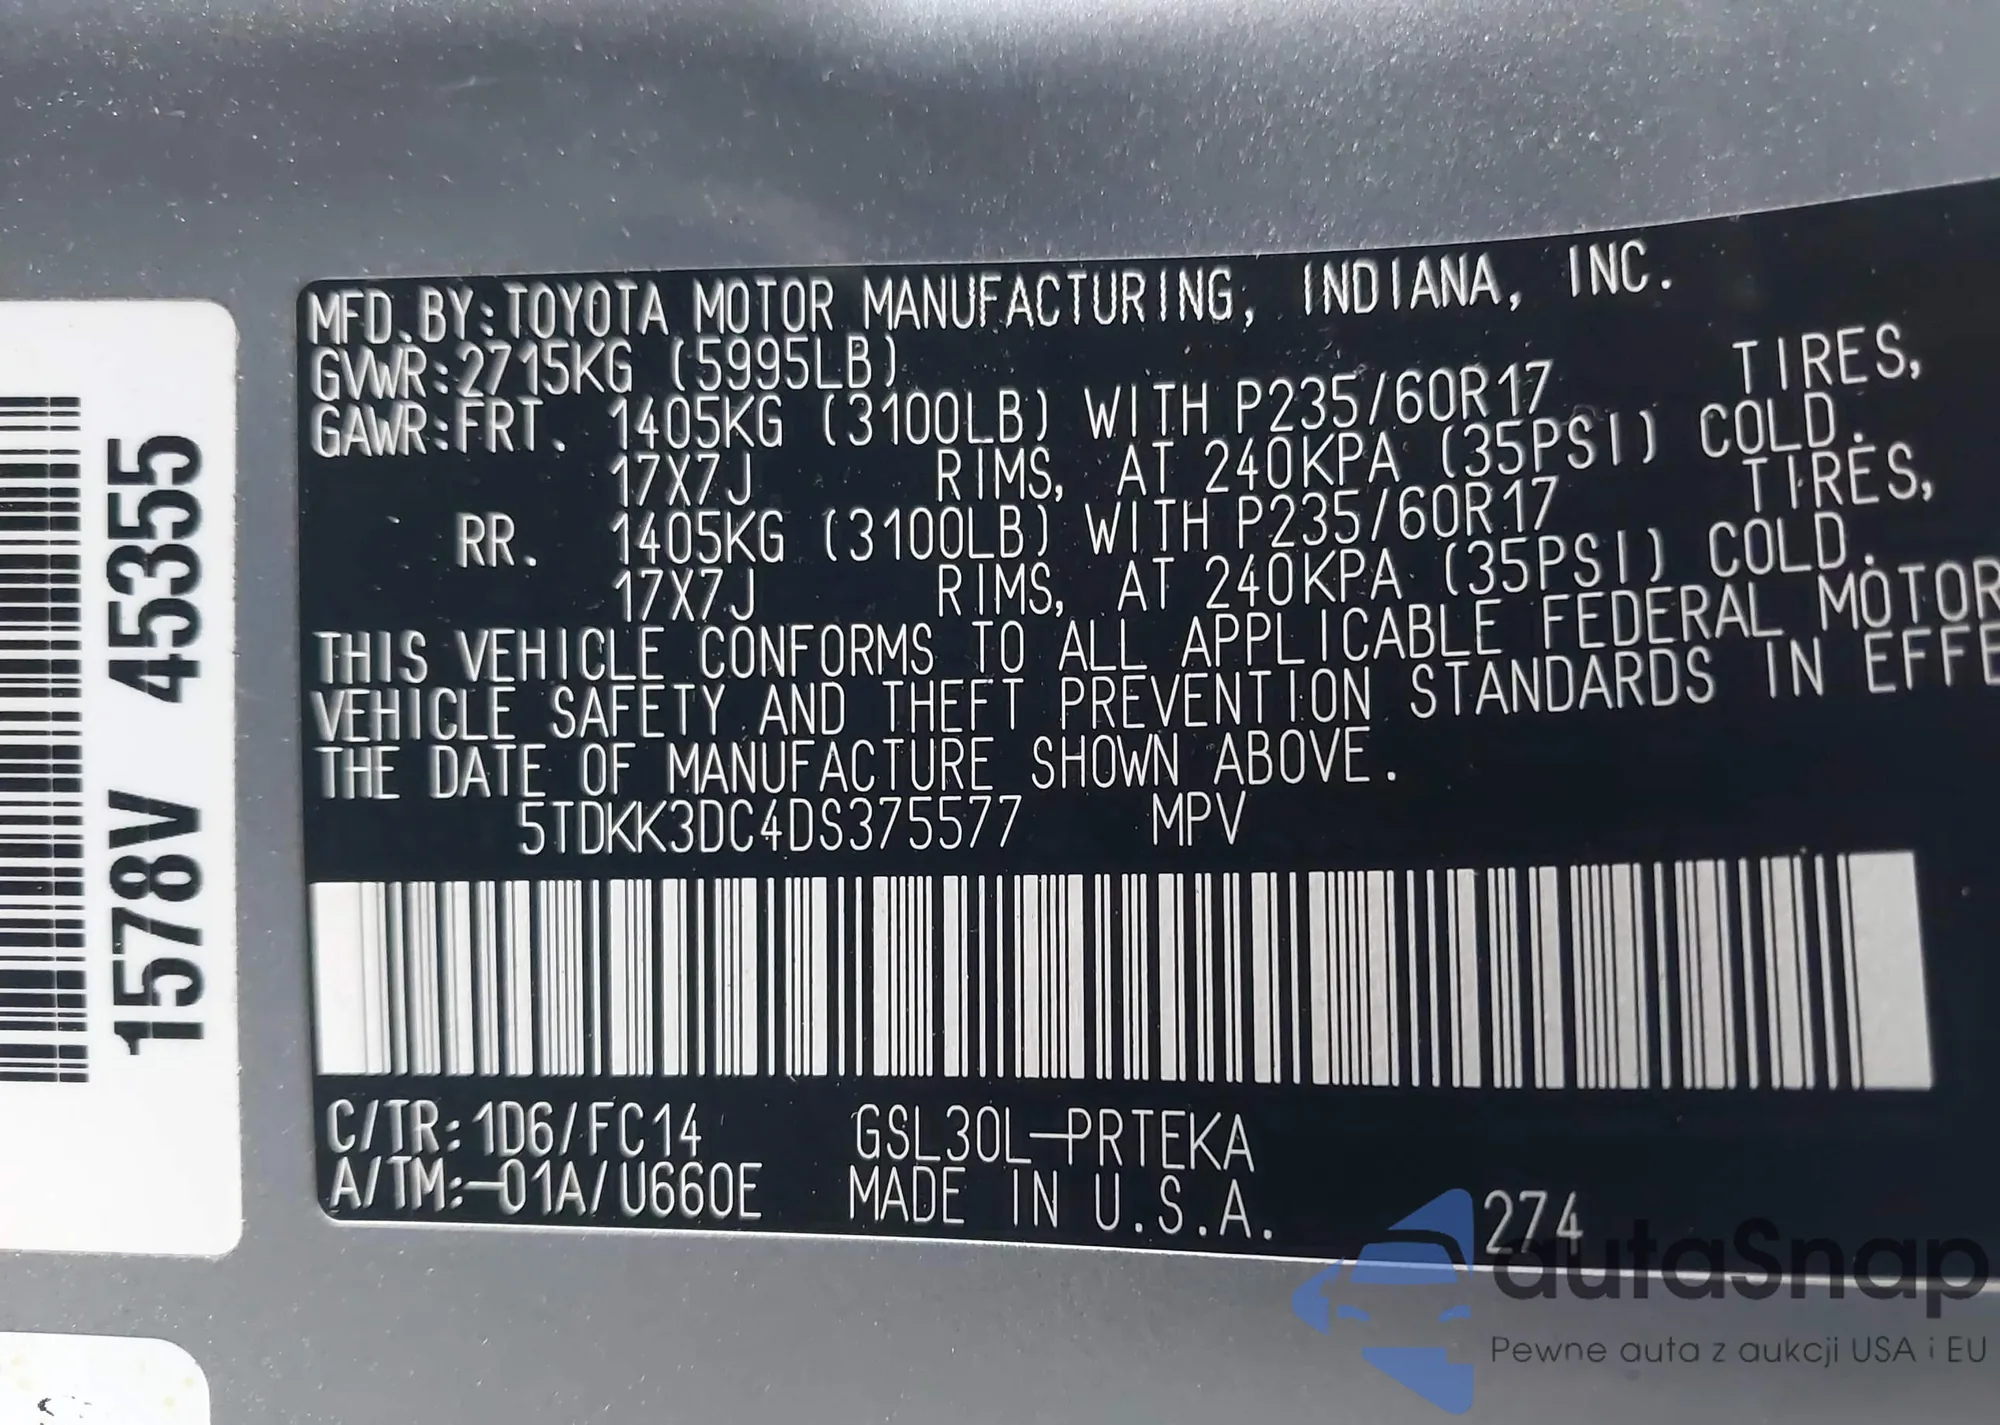 1578V 45355
MFD. BY: TOYOTA MOTOR MANUFACTURING, INDIANA, INC.
GVWR: 2715KG (5995LB)
GAWR: FRT. 1405KG (3100LB) WITH P235/60R17 TIRES,
17X7J RIMS, AT 240KPA (35PSI) COLD.
RR. 1405KG (3100LB) WITH P235/60R17 TIRES,
17X7J RIMS, AT 240KPA (35PSI) COLD.
THIS VEHICLE CONFORMS TO ALL APPLICABLE FEDERAL MOTOR
VEHICLE SAFETY AND THEFT PREVENTION STANDARDS IN EFFE
THE DATE OF MANUFACTURE SHOWN ABOVE.
5TDKK3DC4DS375577 MPV
C/TR: 1D6/FC14 GSL30L-PRTEKA
A/TM:-01A/U660E MADE IN U.S.A. 274
autaSnap
Pewne auta z aukcji USA i EU